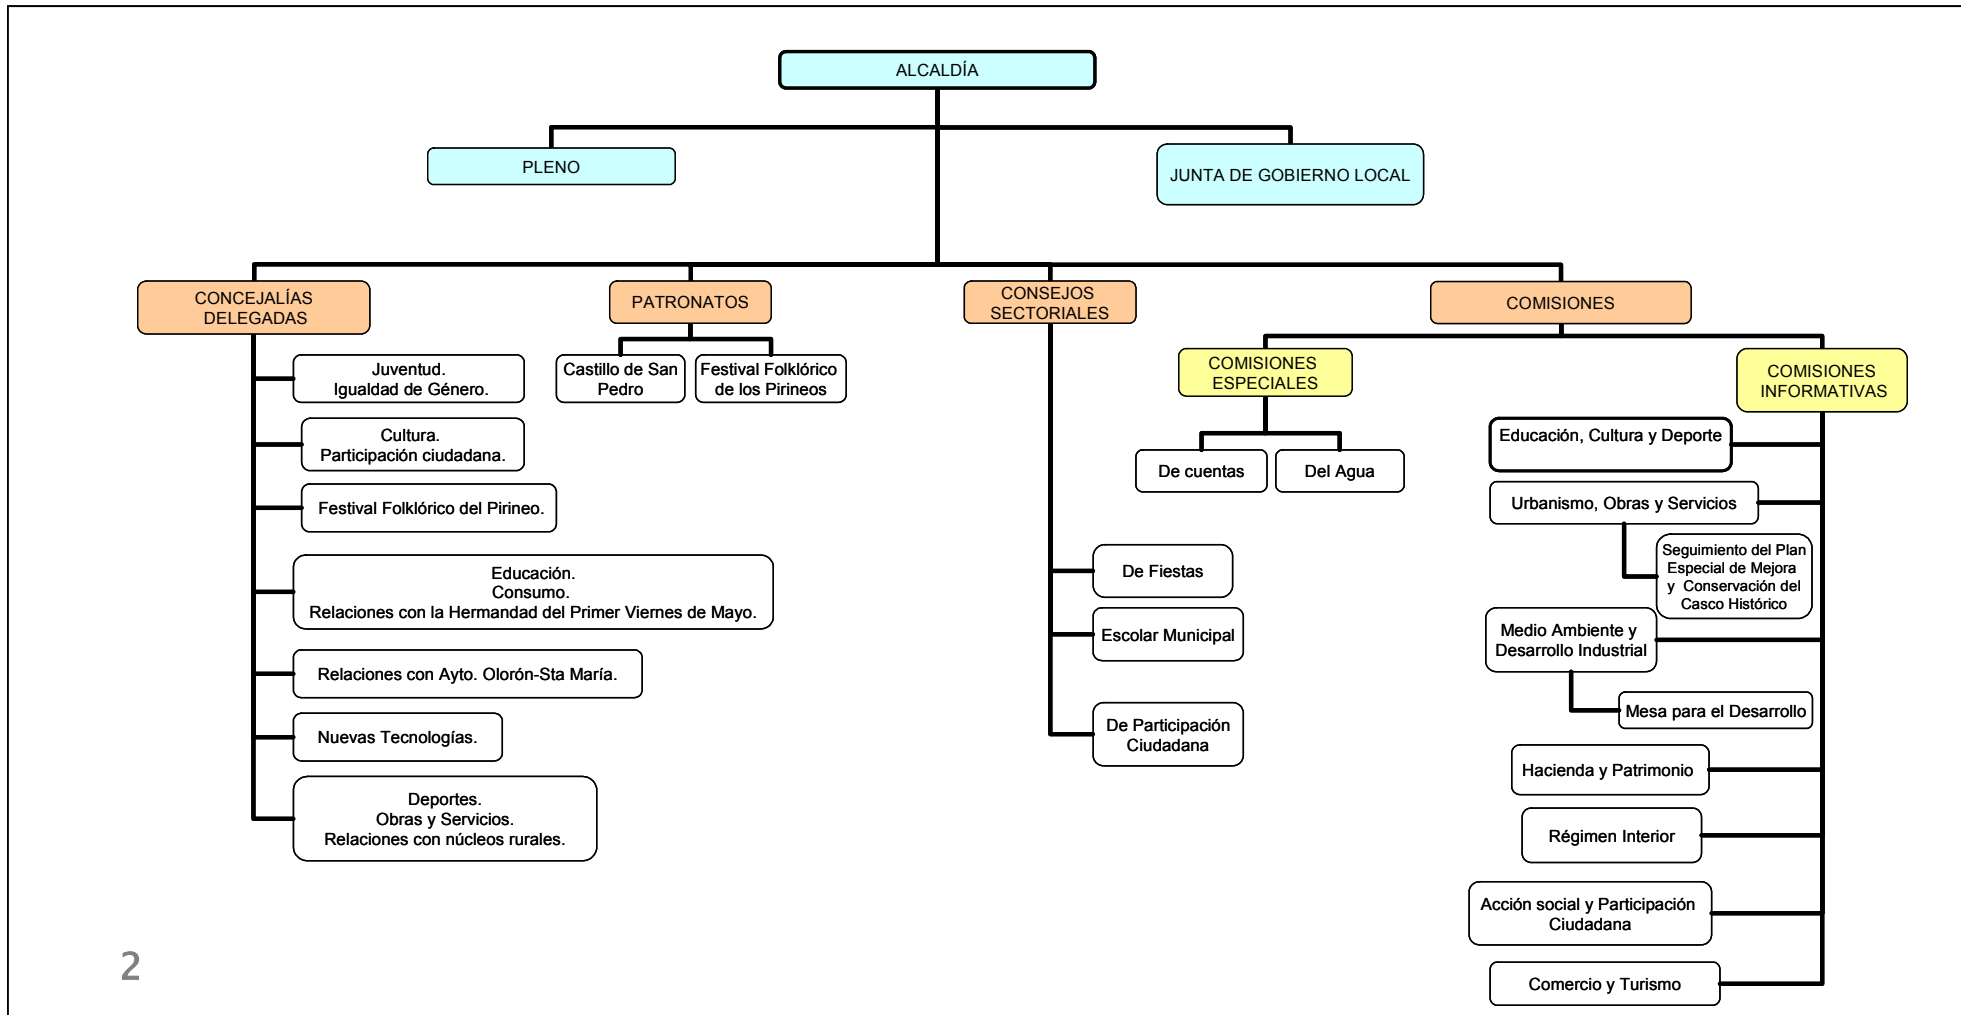 ALCALDÍA
PLENO
JUNTA DE GOBIERNO LOCAL
CONCEJALÍAS
DELEGADAS
PATRONATOS
CONSEJOS
SECTORIALES
COMISIONES
Juventud.
Igualdad de Género.
Cultura.
Participación ciudadana.
Festival Folklórico del Pirineo.
Educación.
Consumo.
Relaciones con la Hermandad del Primer Viernes de Mayo.
Relaciones con Ayto. Olorón-Sta María.
Nuevas Tecnologías.
Deportes.
Obras y Servicios.
Relaciones con núcleos rurales.
Castillo de San
Pedro
Festival Folklórico
de los Pirineos
De Fiestas
Escolar Municipal
De Participación
Ciudadana
COMISIONES
ESPECIALES
De cuentas
Del Agua
COMISIONES
INFORMATIVAS
Educación, Cultura y Deporte
Urbanismo, Obras y Servicios
Seguimiento del Plan
Especial de Mejora
y Conservación del
Casco Histórico
Medio Ambiente y
Desarrollo Industrial
Mesa para el Desarrollo
Hacienda y Patrimonio
Régimen Interior
Acción social y Participación
Ciudadana
Comercio y Turismo
2